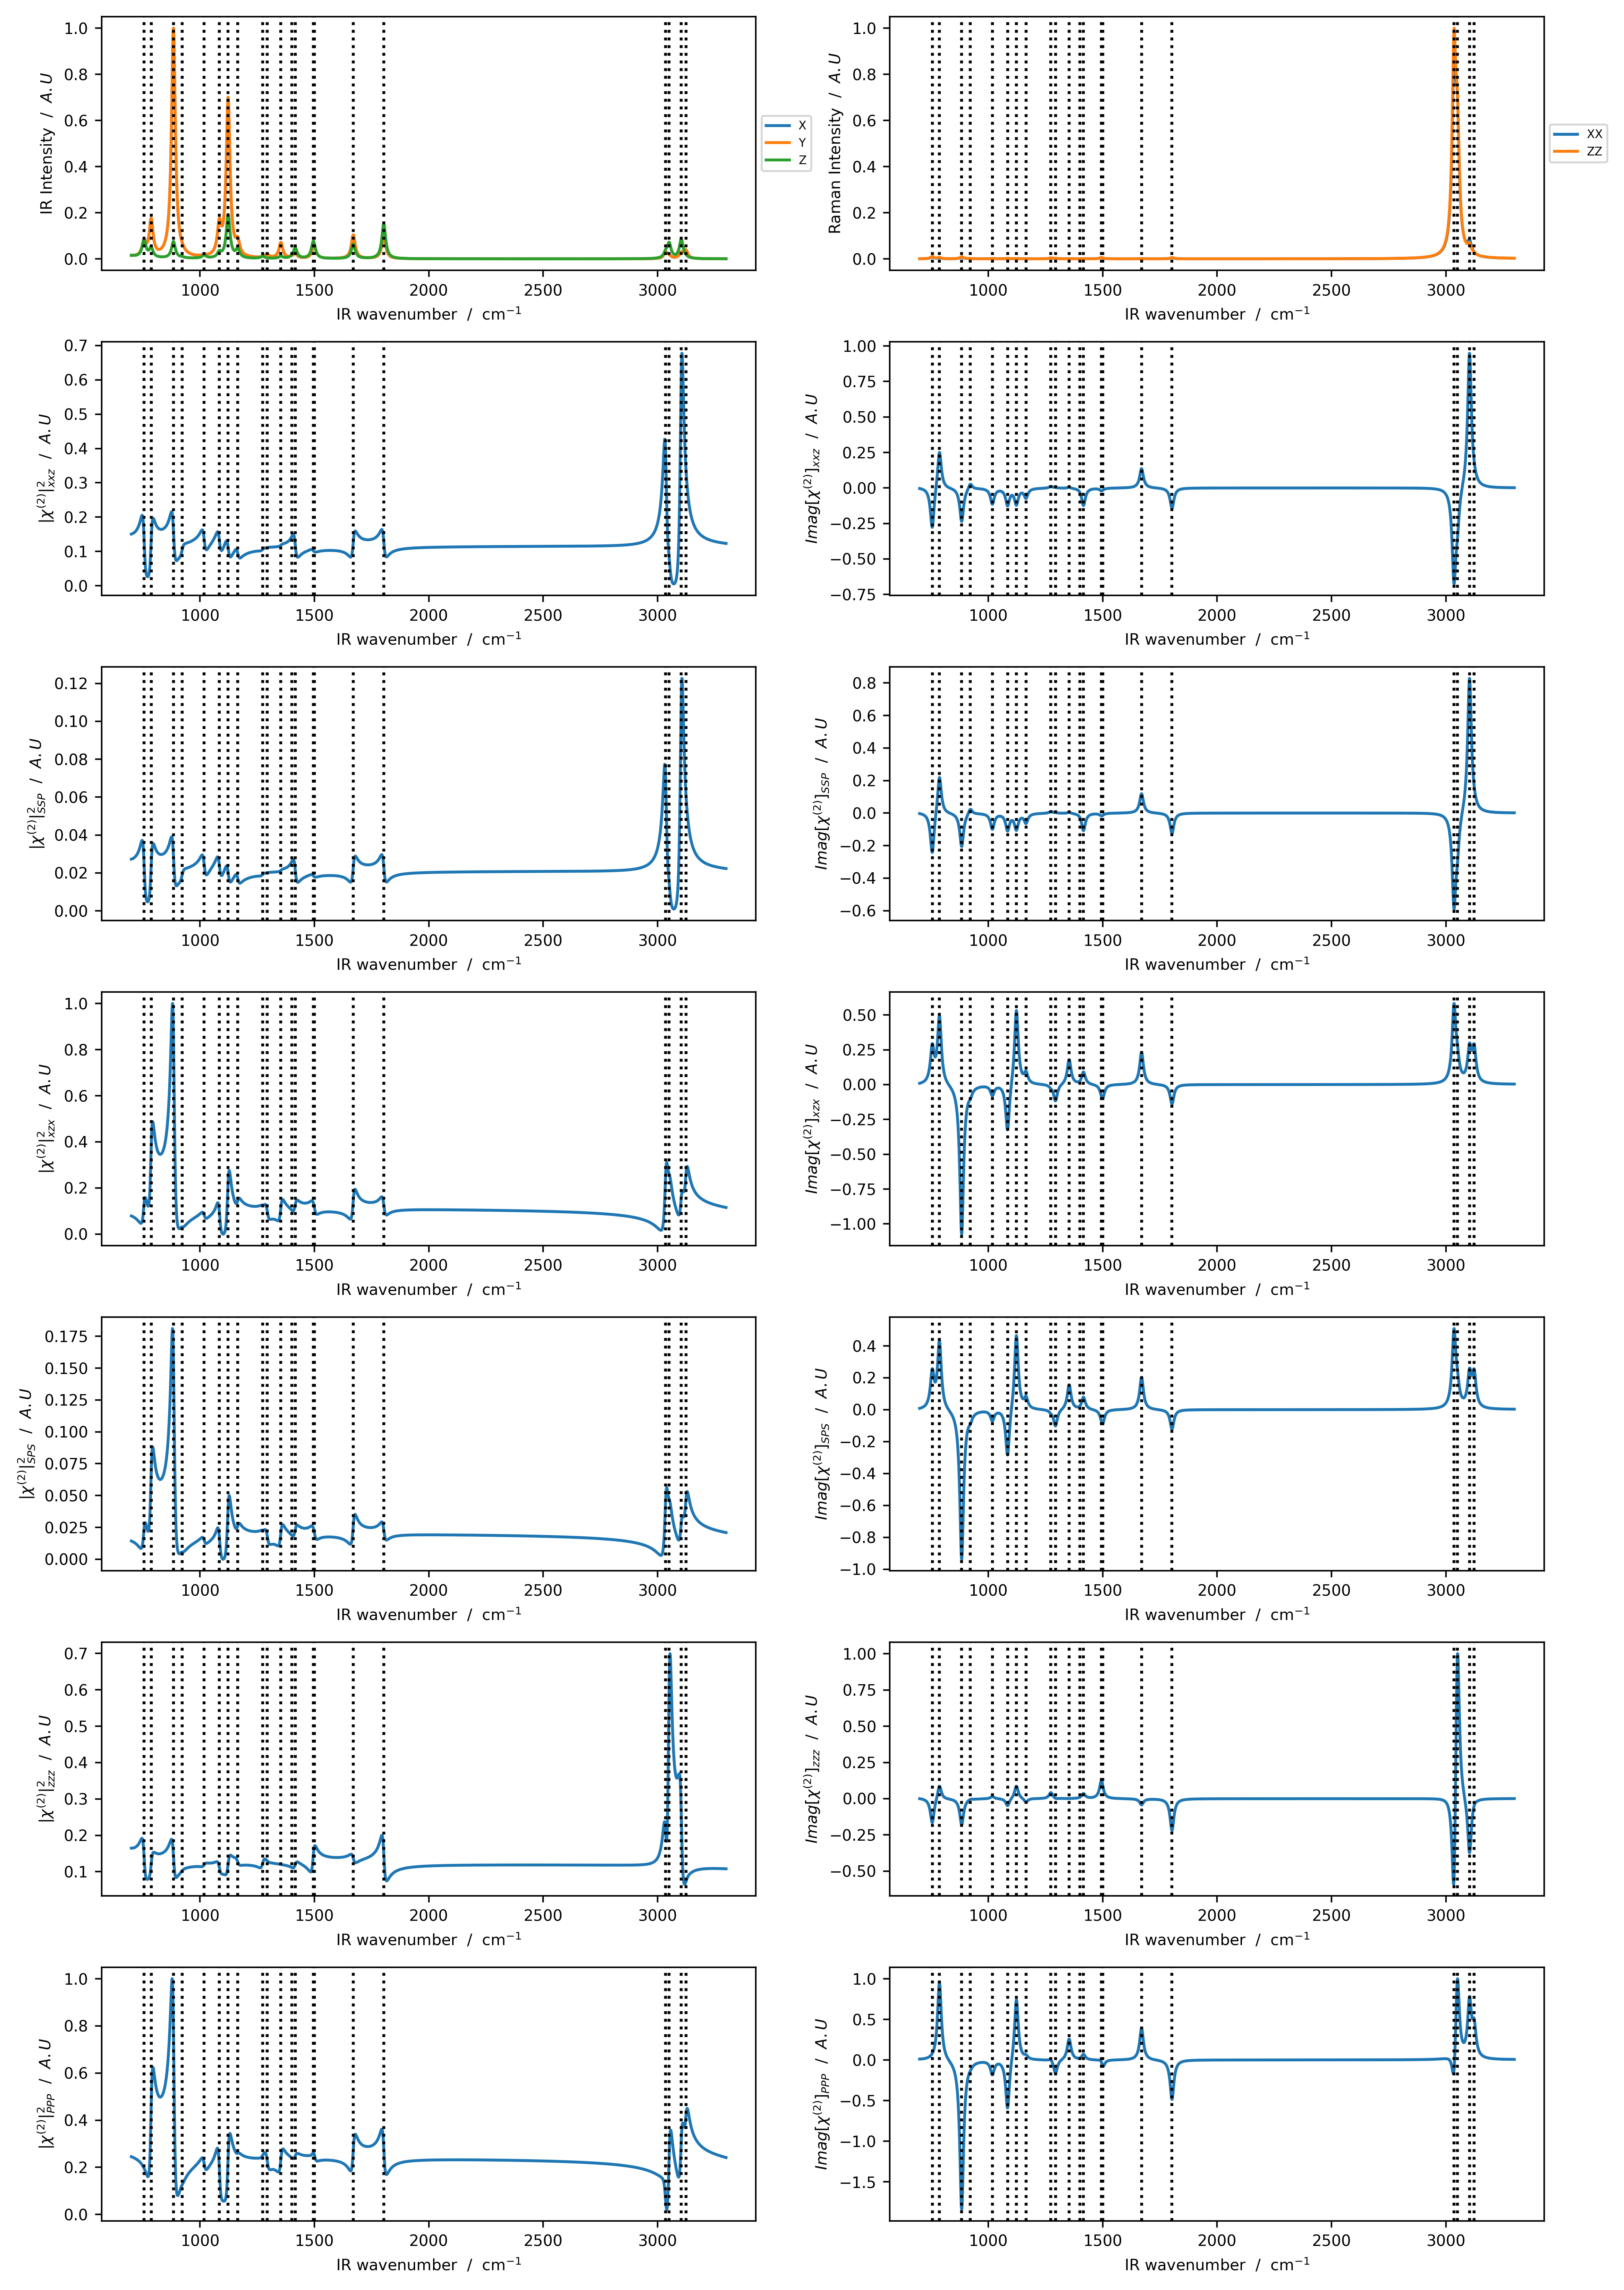 IR Intensity / A.U
1.0
0.8
0.6
0.4
0.2
0.0
1000 1500 2000 2500 3000
IR wavenumber / cm⁻¹
X
Y
Z
Raman Intensity / A.U
1.0
0.8
0.6
0.4
0.2
0.0
1000 1500 2000 2500 3000
IR wavenumber / cm⁻¹
XX
ZZ
|χ⁽²⁾|²xxz / A.U
0.7
0.6
0.5
0.4
0.3
0.2
0.1
0.0
1000 1500 2000 2500 3000
IR wavenumber / cm⁻¹
Imag[χ⁽²⁾]xxz / A.U
1.00
0.75
0.50
0.25
0.00
−0.25
−0.50
−0.75
1000 1500 2000 2500 3000
IR wavenumber / cm⁻¹
|χ⁽²⁾|²SSP / A.U
0.12
0.10
0.08
0.06
0.04
0.02
0.00
1000 1500 2000 2500 3000
IR wavenumber / cm⁻¹
Imag[χ⁽²⁾]SSP / A.U
0.8
0.6
0.4
0.2
0.0
−0.2
−0.4
−0.6
1000 1500 2000 2500 3000
IR wavenumber / cm⁻¹
|χ⁽²⁾|²xzx / A.U
1.0
0.8
0.6
0.4
0.2
0.0
1000 1500 2000 2500 3000
IR wavenumber / cm⁻¹
Imag[χ⁽²⁾]xzx / A.U
0.50
0.25
0.00
−0.25
−0.50
−0.75
−1.00
1000 1500 2000 2500 3000
IR wavenumber / cm⁻¹
|χ⁽²⁾|²SPS / A.U
0.175
0.150
0.125
0.100
0.075
0.050
0.025
0.000
1000 1500 2000 2500 3000
IR wavenumber / cm⁻¹
Imag[χ⁽²⁾]SPS / A.U
0.4
0.2
0.0
−0.2
−0.4
−0.6
−0.8
−1.0
1000 1500 2000 2500 3000
IR wavenumber / cm⁻¹
|χ⁽²⁾|²zzz / A.U
0.7
0.6
0.5
0.4
0.3
0.2
0.1
1000 1500 2000 2500 3000
IR wavenumber / cm⁻¹
Imag[χ⁽²⁾]zzz / A.U
1.00
0.75
0.50
0.25
0.00
−0.25
−0.50
1000 1500 2000 2500 3000
IR wavenumber / cm⁻¹
|χ⁽²⁾|²PPP / A.U
1.0
0.8
0.6
0.4
0.2
0.0
1000 1500 2000 2500 3000
IR wavenumber / cm⁻¹
Imag[χ⁽²⁾]PPP / A.U
1.0
0.5
0.0
−0.5
−1.0
−1.5
1000 1500 2000 2500 3000
IR wavenumber / cm⁻¹